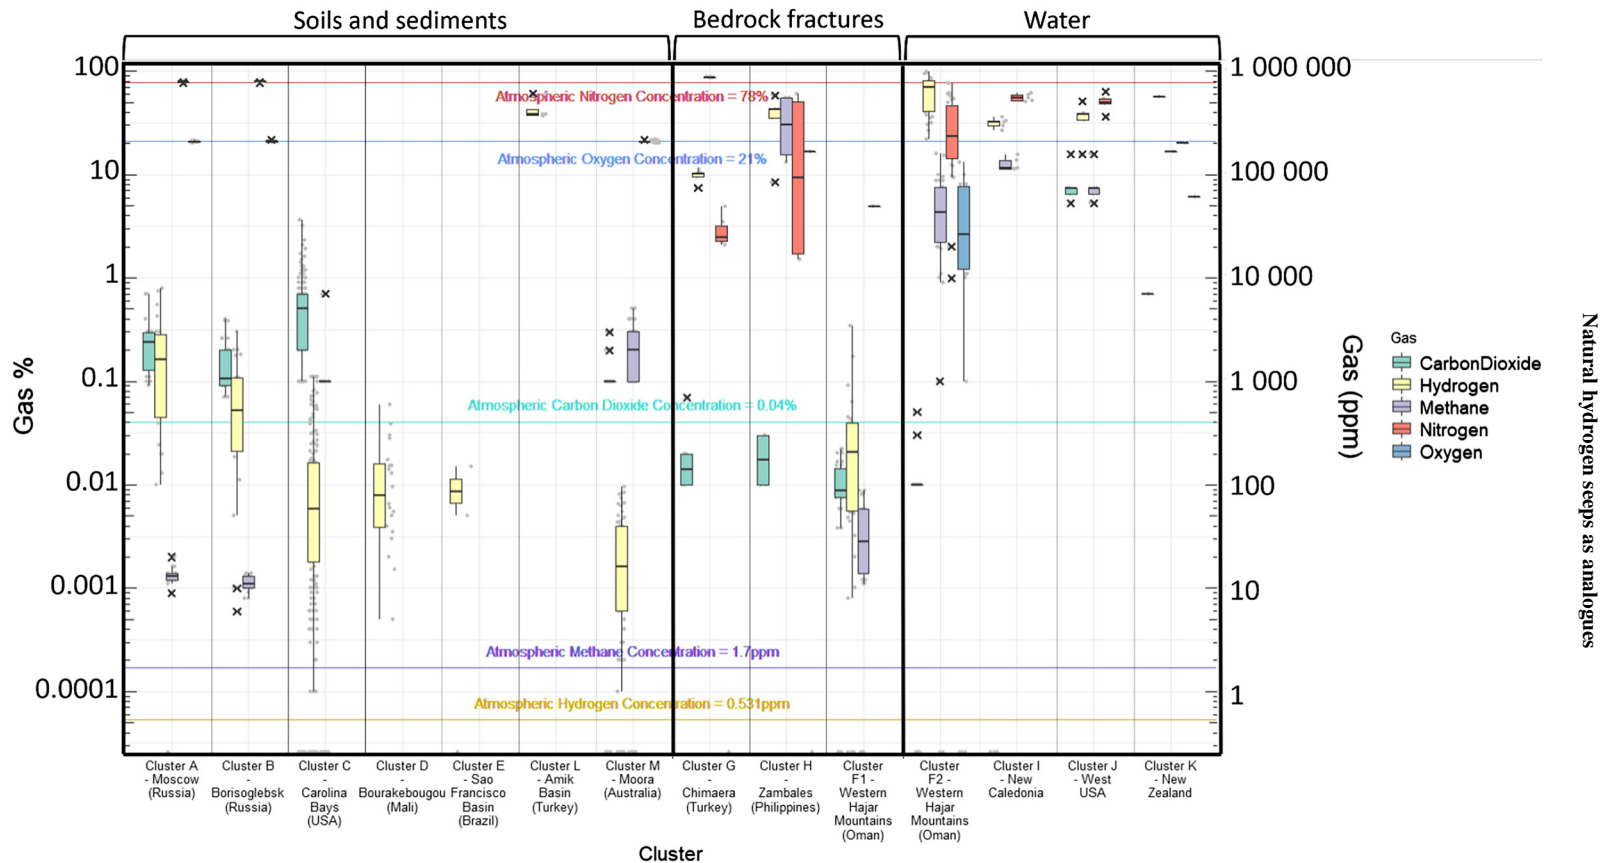 Soils and sediments
Bedrock fractures
Water
100
10
1
0.1
0.01
0.001
0.0001
Gas %
1 000 000
100 000
10 000
1 000
100
10
1
Gas (ppm)
Atmospheric Nitrogen Concentration = 78%
Atmospheric Oxygen Concentration = 21%
Atmospheric Carbon Dioxide Concentration = 0.04%
Atmospheric Methane Concentration = 1.7ppm
Atmospheric Hydrogen Concentration = 0.531ppm
Cluster A
- Moscow
(Russia)
Cluster B
-
Borisoglebsk
(Russia)
Cluster C
-
Carolina
Bays
(USA)
Cluster D
-
Bourakebougou
(Mali)
Cluster E
- Sao
Francisco
Basin
(Brazil)
Cluster L
- Amik
Basin
(Turkey)
Cluster M
- Moora
(Australia)
Cluster G
-
Chimaera
(Turkey)
Cluster H
-
Zambales
(Philippines)
Cluster
F1 -
Western
Hajar
Mountains
(Oman)
Cluster
F2 -
Western
Hajar
Mountains
(Oman)
Cluster I
- New
Caledonia
Cluster J
- West
USA
Cluster K
- New
Zealand
Cluster
Gas
CarbonDioxide
Hydrogen
Methane
Nitrogen
Oxygen
Natural hydrogen seeps as analogues